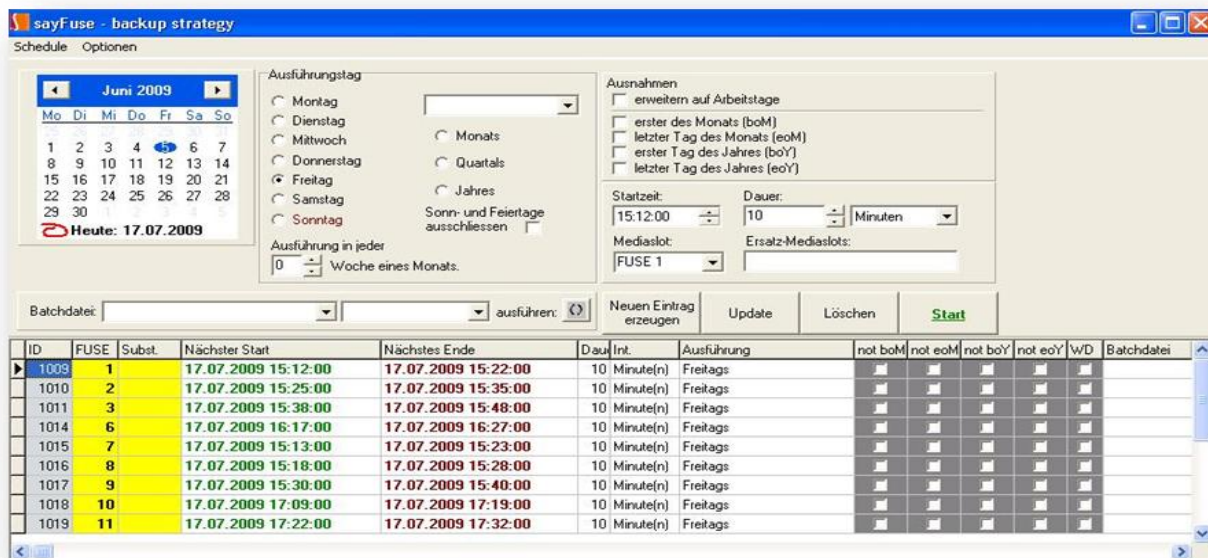 sayFuse - backup strategy
Schedule Optionen
Juni 2009
Mo Di Mi Do Fr Sa So
1 2 3 4 5 6 7
8 9 10 11 12 13 14
15 16 17 18 19 20 21
22 23 24 25 26 27 28
29 30 1 2 3 4 5
Heute: 17.07.2009
Ausführungstag
Montag
Dienstag
Mittwoch
Donnerstag
Freitag
Samstag
Sonntag
Monats
Quartals
Jahres
Sonn- und Feiertage
ausschliessen
Ausführung in jeder
0 Woche eines Monats.
Ausnahmen
erweitern auf Arbeitstage
erster des Monats (boM)
letzter Tag des Monats (eoM)
erster Tag des Jahres (boY)
letzter Tag des Jahres (eoY)
Startzeit: Dauer:
15:12:00 10 Minuten
Mediaslot: Ersatz-Mediaslots:
FUSE 1
Batchdatei: ausführen:
Neuen Eintrag
erzeugen
Update
Löschen
Start
ID FUSE Subst. Nächster Start Nächstes Ende Dau Int. Ausführung not boM not eoM not boY not eoY WD Batchdatei
1009 1 17.07.2009 15:12:00 17.07.2009 15:22:00 10 Minute(n) Freitags
1010 2 17.07.2009 15:25:00 17.07.2009 15:35:00 10 Minute(n) Freitags
1011 3 17.07.2009 15:38:00 17.07.2009 15:48:00 10 Minute(n) Freitags
1014 6 17.07.2009 16:17:00 17.07.2009 16:27:00 10 Minute(n) Freitags
1015 7 17.07.2009 15:13:00 17.07.2009 15:23:00 10 Minute(n) Freitags
1016 8 17.07.2009 15:18:00 17.07.2009 15:28:00 10 Minute(n) Freitags
1017 9 17.07.2009 15:30:00 17.07.2009 15:40:00 10 Minute(n) Freitags
1018 10 17.07.2009 17:09:00 17.07.2009 17:19:00 10 Minute(n) Freitags
1019 11 17.07.2009 17:22:00 17.07.2009 17:32:00 10 Minute(n) Freitags